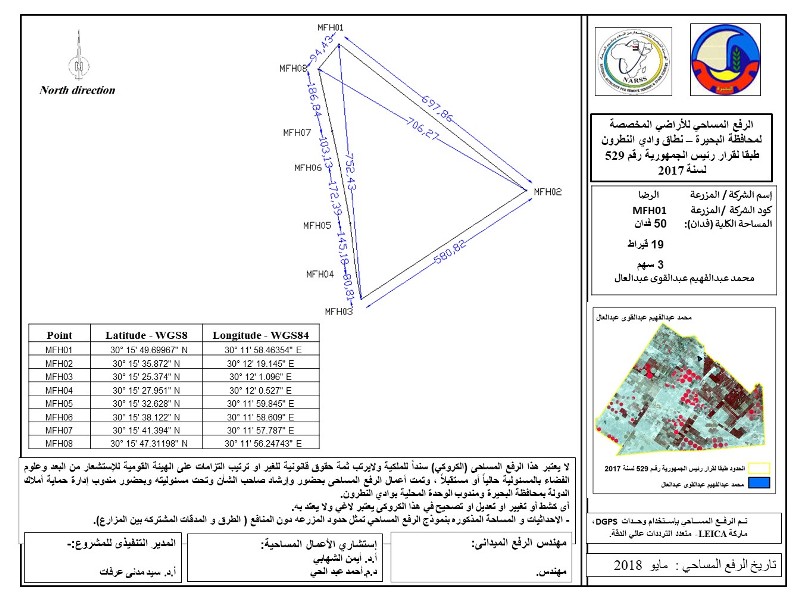 MFH01
94,43
MFH08
186,84
697,86
706,27
MFH07
103,13
752,43
MFH06
172,39
MFH02
MFH05
145,18
580,82
MFH04
80,81
MFH03
North direction
Point Latitude - WGS8 Longitude - WGS84
MFH01 30° 15' 49.69967" N 30° 11' 58.46354" E
MFH02 30° 15' 35.872" N 30° 12' 19.145" E
MFH03 30° 15' 25.374" N 30° 12' 1.096" E
MFH04 30° 15' 27.951" N 30° 12' 0.527" E
MFH05 30° 15' 32.628" N 30° 11' 59.845" E
MFH06 30° 15' 38.122" N 30° 11' 58.609" E
MFH07 30° 15' 41.394" N 30° 11' 57.787" E
MFH08 30° 15' 47.31198" N 30° 11' 56.24743" E
NARSS
الرفع المساحي للأراضي المخصصة
لمحافظة البحيرة – نطاق وادي النطرون
طبقا لقرار رئيس الجمهورية رقم 529
لسنة 2017
إسم الشركة / المزرعة الرضا
كود الشركة /المزرعة MFH01
المساحة الكلية (فدان): 50 فدان
19 قيراط
3 سهم
محمد عبدالفهيم عبدالقوى عبدالعال
محمد عبدالفهيم عبدالقوى عبدالعال
الحدود طبقا لقرار رئيس الجمهورية رقم 529 لسنة 2017
محمد عبدالفهيم عبدالقوى عبدالعال
تم الرفع المساحى بإستخدام وحدات DGPS،
ماركة LEICA – متعدد الترددات عالي الدقة.
تاريخ الرفع المساحي : مايو 2018
لا يعتبر هذا الرفع المساحى (الكروكي) سنداً للملكية ولايرتب ثمة حقوق قانونية للغير او ترتيب التزامات على الهيئة القومية للإستشعار من البعد وعلوم
الفضاء بالمسئولية حالياً أو مستقبلاً ، وتمت أعمال الرفع المساحى بحضور وإرشاد صاحب الشأن وتحت مسئوليته وبحضور مندوب إدارة حماية أملاك
الدولة بمحافظة البحيرة ومندوب الوحدة المحلية بوادي النطرون.
أى كشط أو تغيير او تعديل او تصحيح في هذا الكروكى يعتبر لاغي ولا يعتد به.
- الاحداثيات و المساحة المذكوره بنموذج الرفع المساحي تمثل حدود المزرعه دون المنافع ( الطرق و المدقات المشتركه بين المزارع).
مهندس الرفع الميدانى:
مهندس.
إستشاري الأعمال المساحية:
أ.د. أيمن الشهابي
د.م.أحمد عبد الحي
المدير التنفيذى للمشروع:-
أ.د. سيد مدنى عرفات